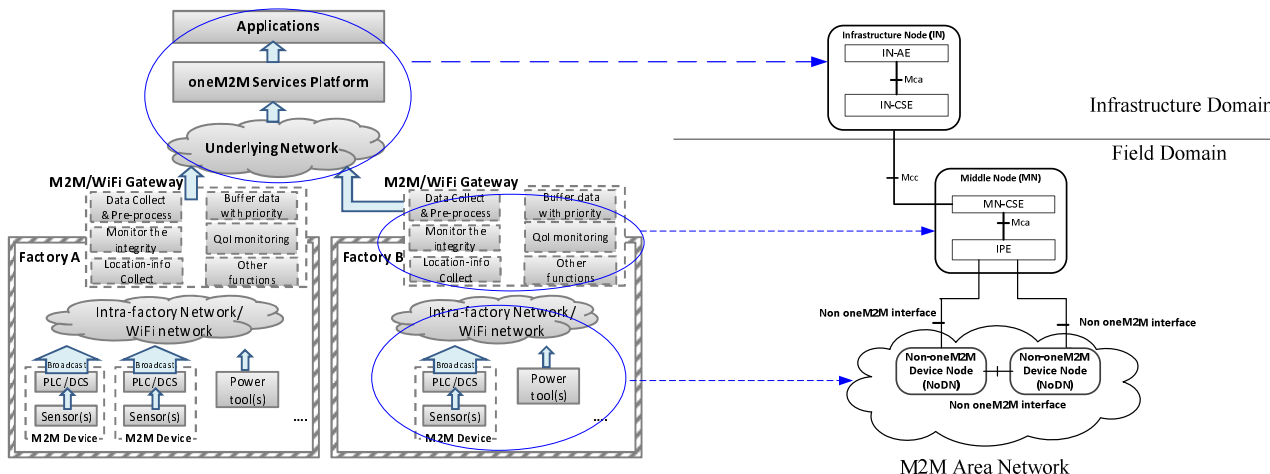 Applications
oneM2M Services Platform
Underlying Network
M2M/WiFi Gateway
Data Collect
& Pre-process
Buffer data
with priority
Monitor the
integrity
QoI monitoring
Location-info
Collect
Other
functions
Factory A
Intra-factory Network/
WiFi network
Broadcast
PLC/DCS
Sensor(s)
M2M Device
Broadcast
PLC/DCS
Sensor(s)
M2M Device
Power
tool(s)
....
M2M/WiFi Gateway
Data Collect
& Pre-process
Buffer data
with priority
Monitor the
integrity
QoI monitoring
Location-info
Collect
Other
functions
Factory B
Intra-factory Network/
WiFi network
Broadcast
PLC/DCS
Sensor(s)
M2M Device
Power
tool(s)
....
Infrastructure Node (IN)
IN-AE
Mca
IN-CSE
Infrastructure Domain
Field Domain
Mcc
Middle Node (MN)
MN-CSE
Mca
IPE
Non oneM2M interface
Non oneM2M interface
Non-oneM2M
Device Node
(NoDN)
Non-oneM2M
Device Node
(NoDN)
Non oneM2M interface
M2M Area Network